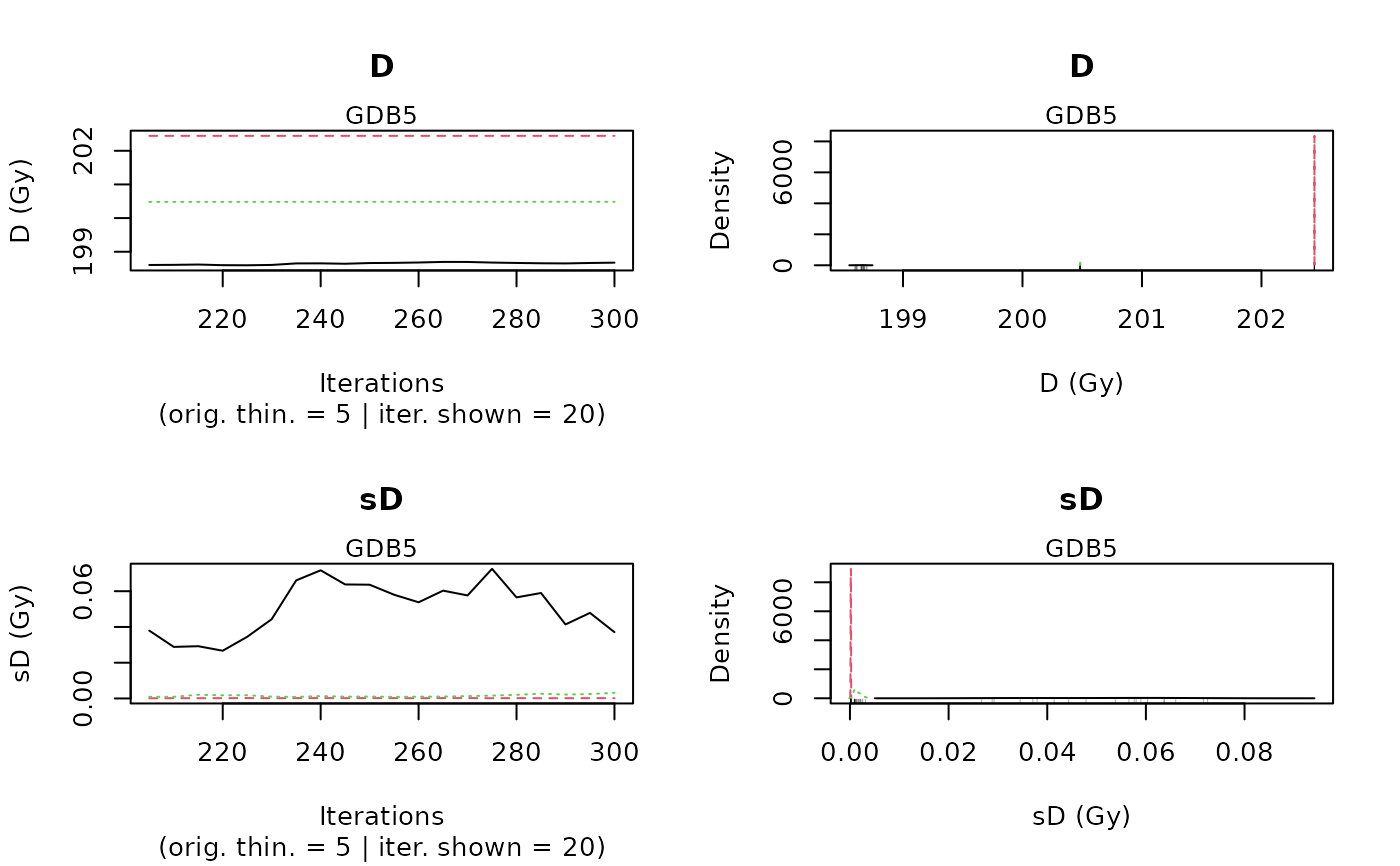 D
GDB5
D (Gy)
199
202
220 240 260 280 300
Iterations
(orig. thin. = 5 | iter. shown = 20)
D
GDB5
Density
0
6000
199 200 201 202
D (Gy)
sD
GDB5
sD (Gy)
0.00
0.06
220 240 260 280 300
Iterations
(orig. thin. = 5 | iter. shown = 20)
sD
GDB5
Density
0
6000
0.00 0.02 0.04 0.06 0.08
sD (Gy)